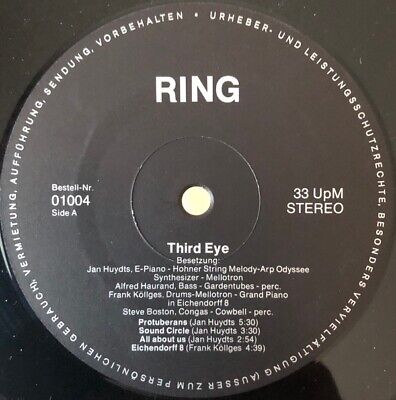 RING
Bestell-Nr.
01004
Side A
33 UpM
STEREO
Third Eye
Besetzung:
Jan Huydts, E-Piano - Hohner String Melody-Arp Odyssee
Synthesizer - Mellotron
Alfred Haurand, Bass - Gardentubes - perc.
Frank Köllges, Drums-Mellotron - Grand Piano
in Eichendorff 8
Steve Boston, Congas - Cowbell - perc.
Protuberans (Jan Huydts 5:30)
Sound Circle (Jan Huydts 3:30)
All about us (Jan Huydts 2:54)
Eichendorff 8 (Frank Köllges 4:39)
URHEBER- UND LEISTUNGSSCHUTZRECHTE, BESONDERS VERVIELFÄLTIGUNG (AUSSER ZUM PERSÖNLICHEN GEBRAUCH), VERMIETUNG, AUFFÜHRUNG, SENDUNG, VORBEHALTEN •